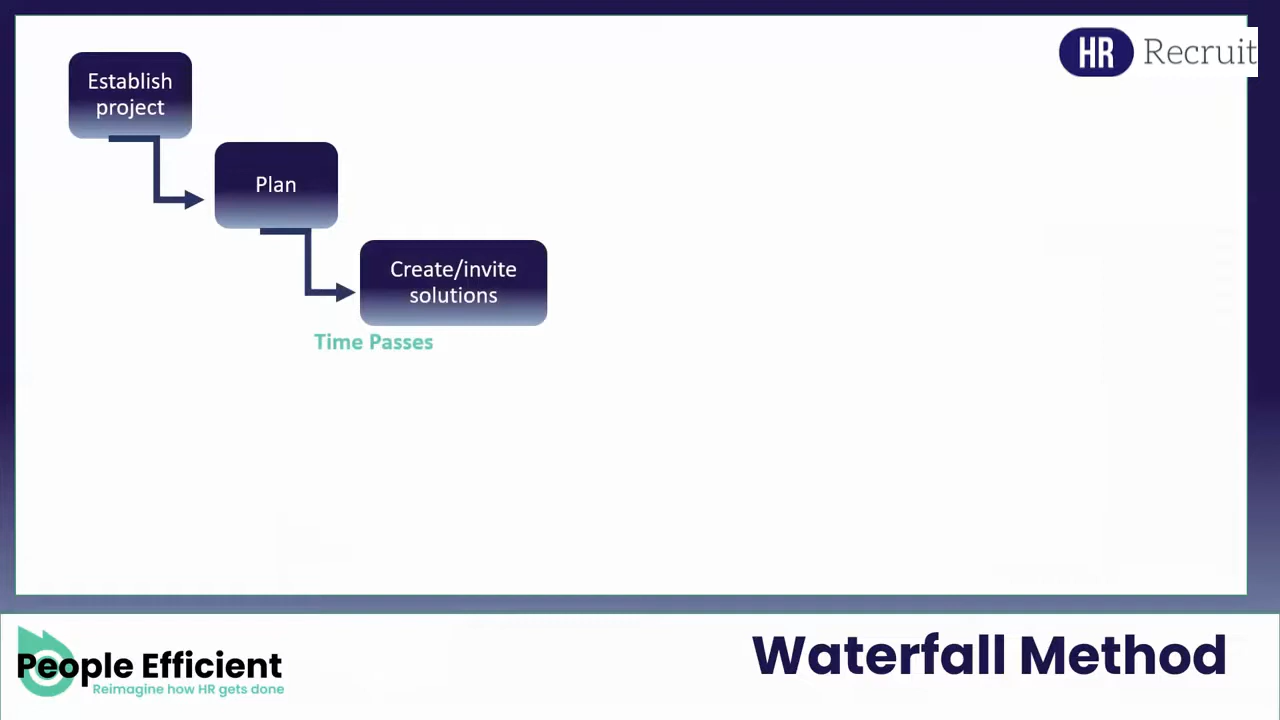 HR Recruit
Establish
project
Plan
Create/invite
solutions
Time Passes
People Efficient
Reimagine how HR gets done
Waterfall Method